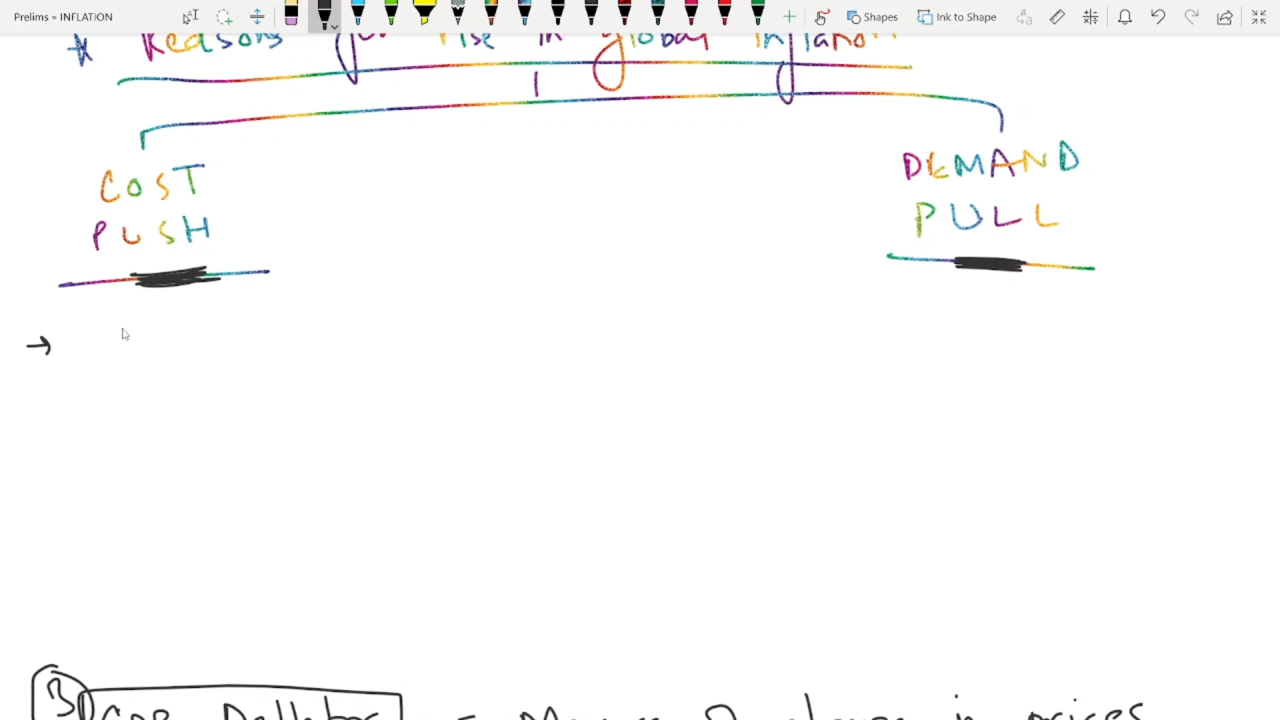 Prelims » INFLATION
Shapes
Ink to Shape
* Reasons for rise in global inflation
COST
PUSH
DEMAND
PULL
→
3 GDP Deflator = Measure of change in prices